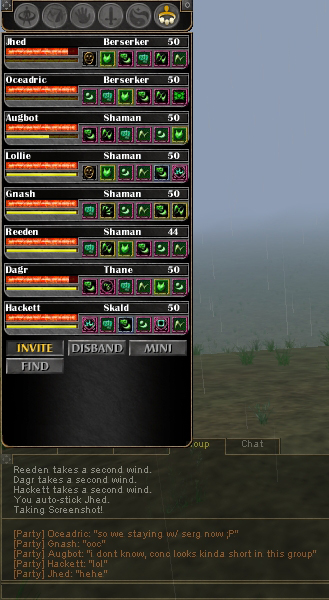 Jhed Berserker 50
Oceadric Berserker 50
Augbot Shaman 50
Lollie Shaman 50
Gnash Shaman 50
Reeden Shaman 44
Dagr Thane 50
Hackett Skald 50
INVITE DISBAND MINI
FIND
oup Chat
Reeden takes a second wind.
Dagr takes a second wind.
Hackett takes a second wind.
You auto-stick Jhed.
Taking Screenshot!
[Party] Oceadric: "so we staying w/ serg now ;P"
[Party] Gnash: "ooc"
[Party] Augbot: "i dont know, conc looks kinda short in this group"
[Party] Hackett: "lol"
[Party] Jhed: "hehe"